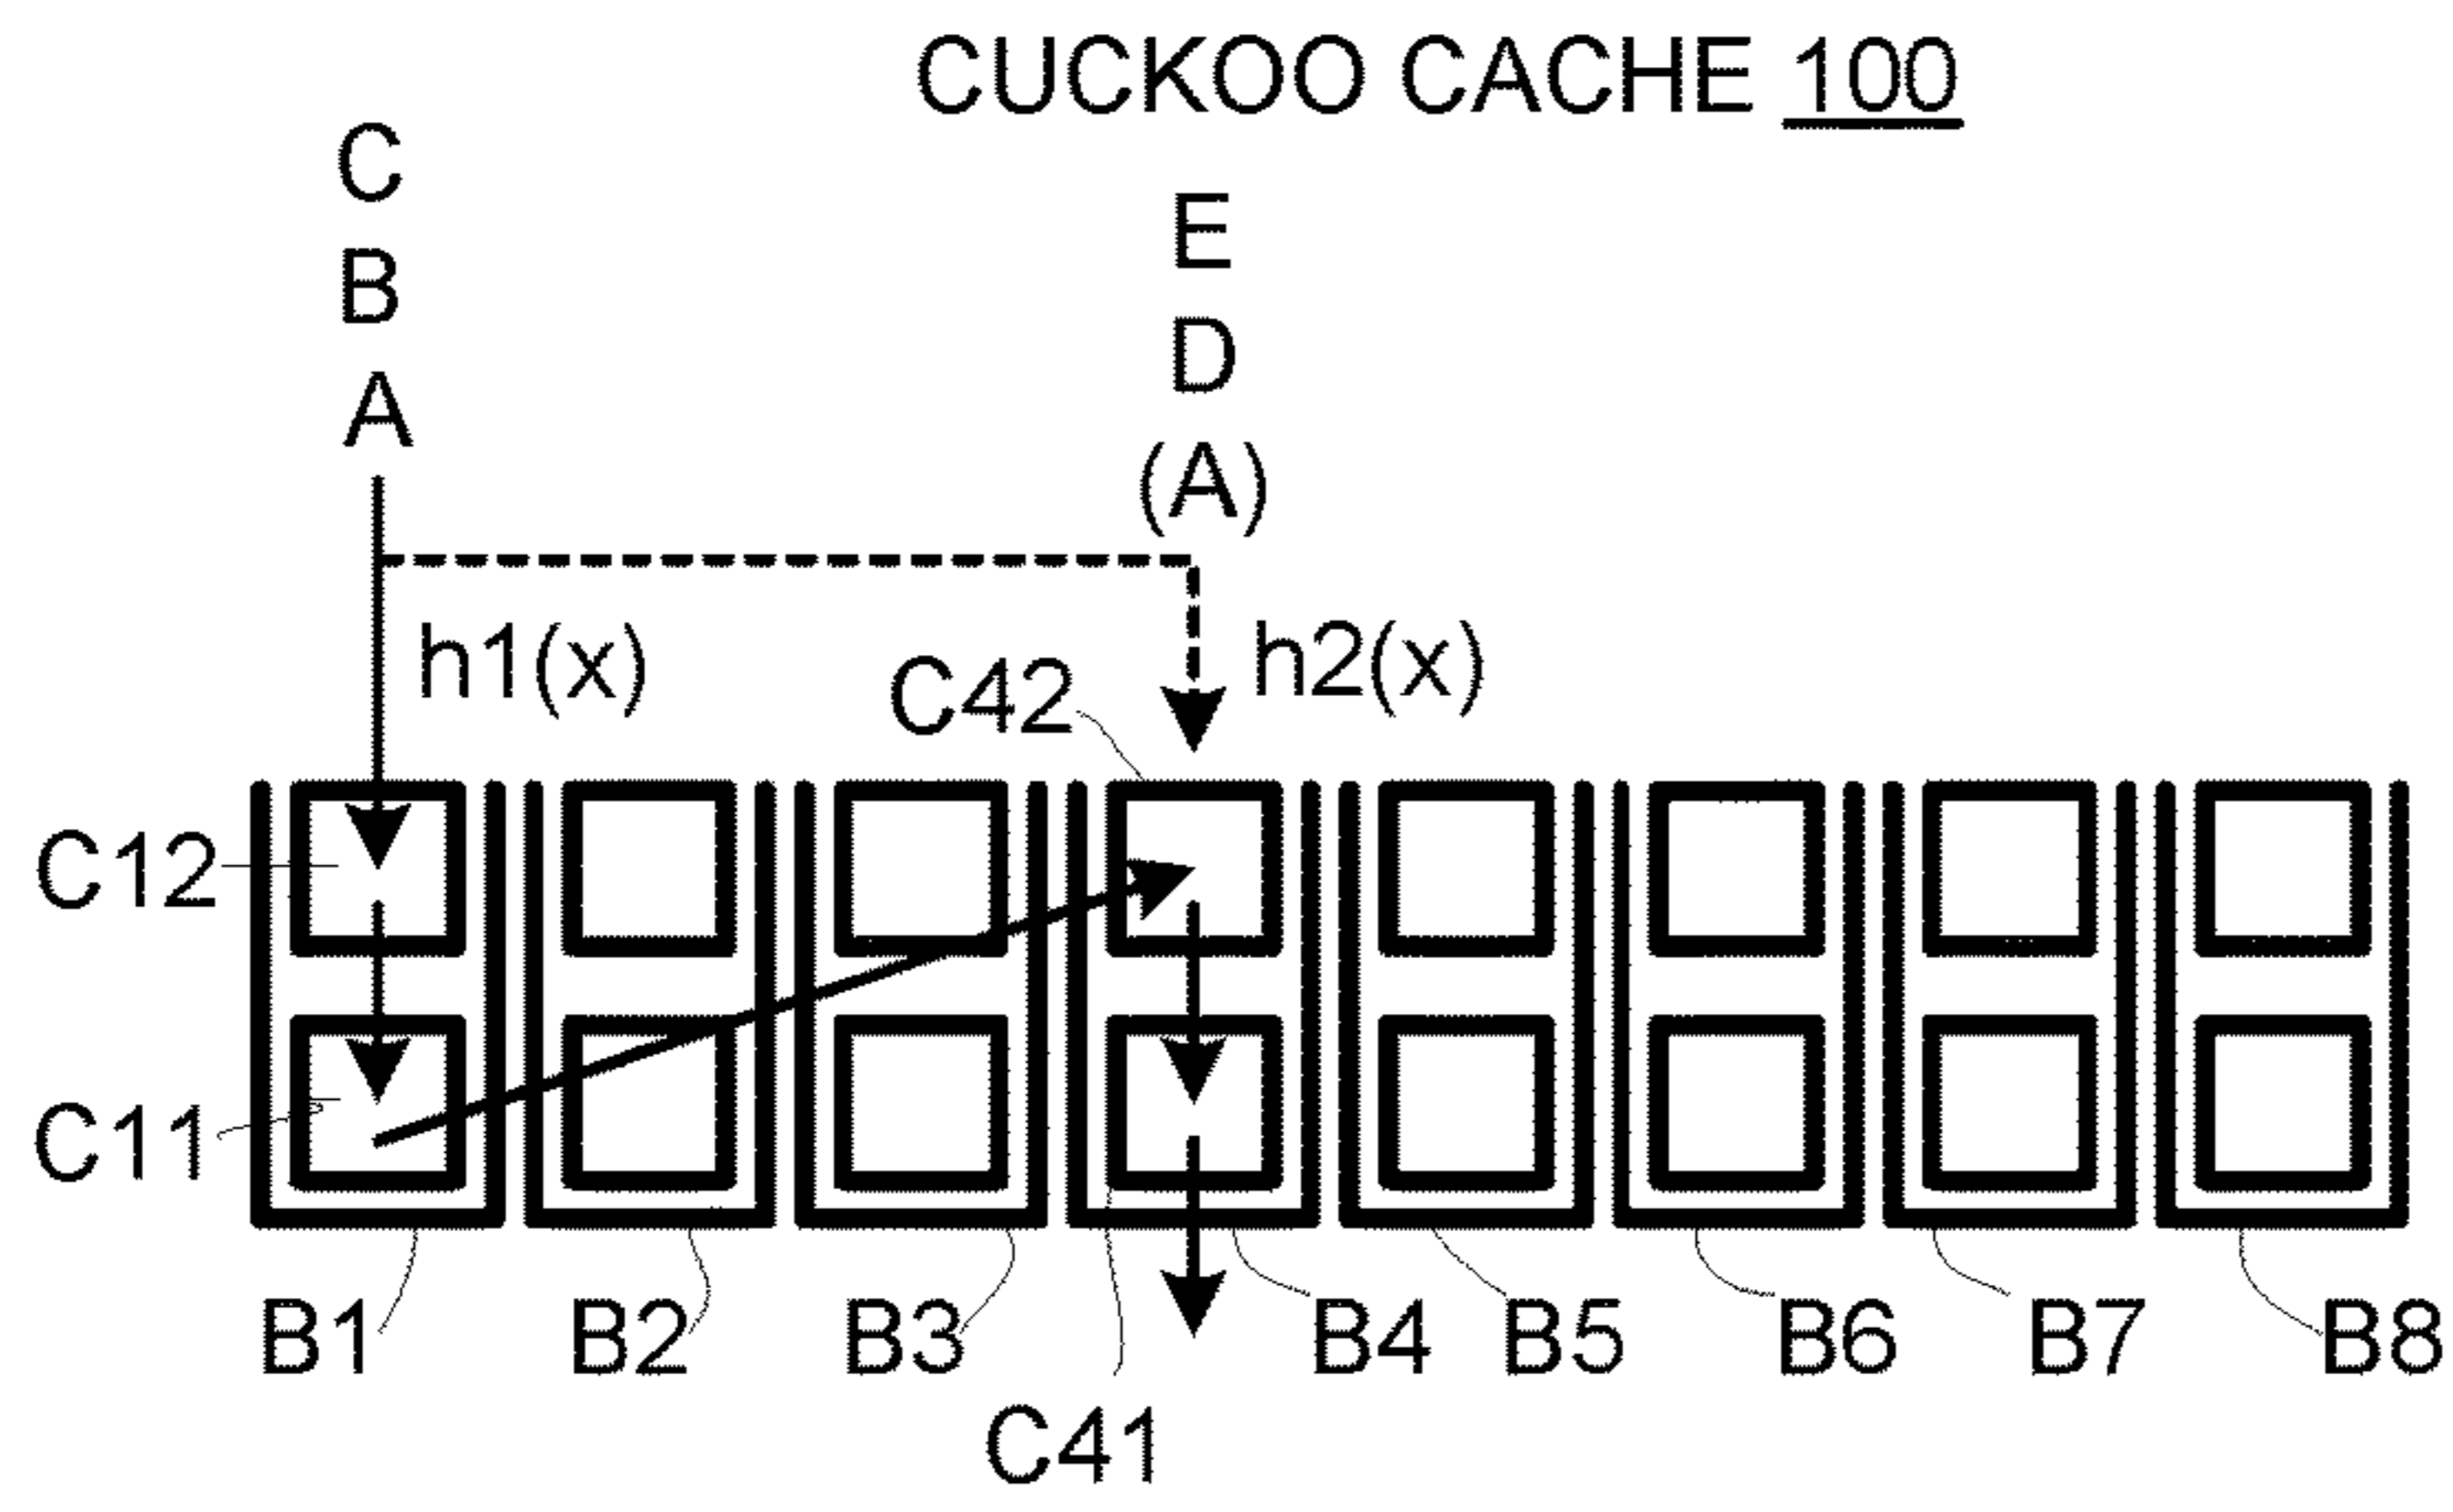 CUCKOO CACHE 100
C
B
A
E
D
(A)
h1(x)
h2(x)
C42
C12
C11
B1
B2
B3
B4
B5
B6
B7
B8
C41